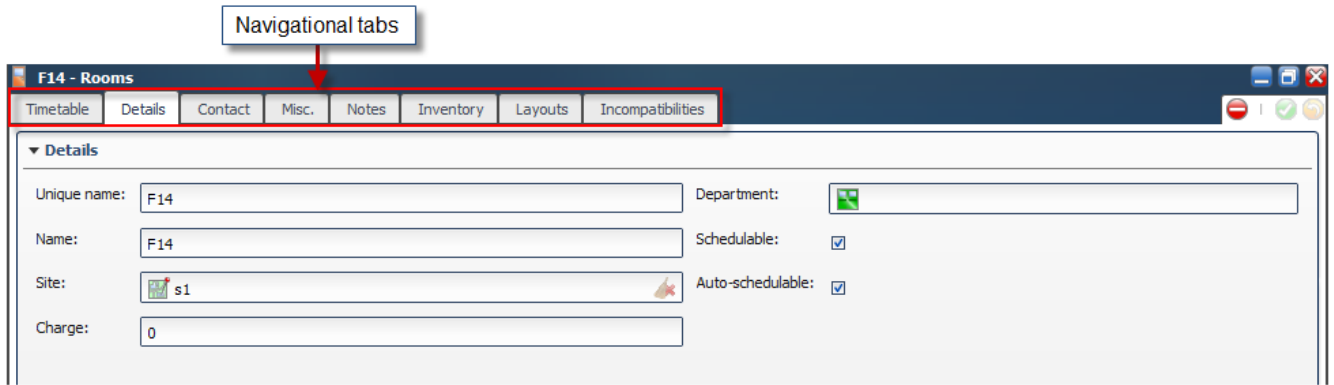 Navigational tabs
F14 - Rooms
Timetable Details Contact Misc. Notes Inventory Layouts Incompatibilities
Details
Unique name: F14 Department:
Name: F14 Schedulable:
Site: s1 Auto-schedulable:
Charge: 0